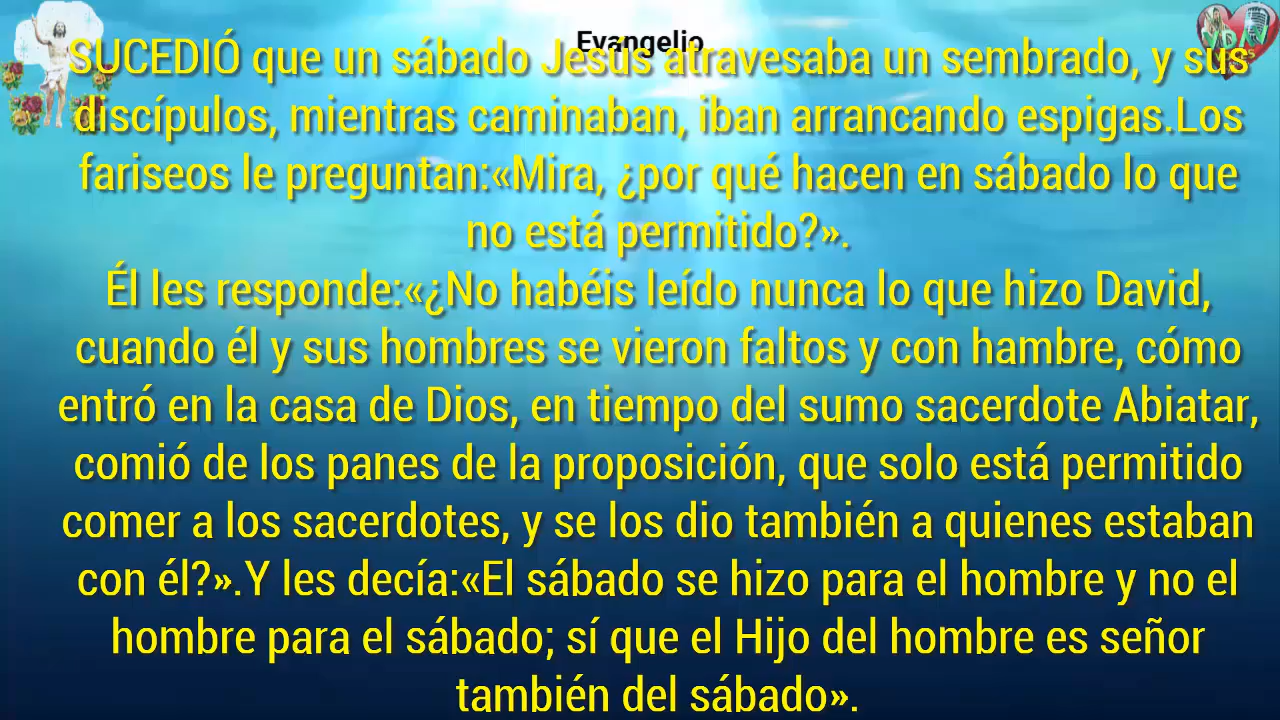 Evangelio
SUCEDIÓ que un sábado Jesús atravesaba un sembrado, y sus
discípulos, mientras caminaban, iban arrancando espigas.Los
fariseos le preguntan:«Mira, ¿por qué hacen en sábado lo que
no está permitido?».
Él les responde:«¿No habéis leído nunca lo que hizo David,
cuando él y sus hombres se vieron faltos y con hambre, cómo
entró en la casa de Dios, en tiempo del sumo sacerdote Abiatar,
comió de los panes de la proposición, que solo está permitido
comer a los sacerdotes, y se los dio también a quienes estaban
con él?».Y les decía:«El sábado se hizo para el hombre y no el
hombre para el sábado; sí que el Hijo del hombre es señor
también del sábado».